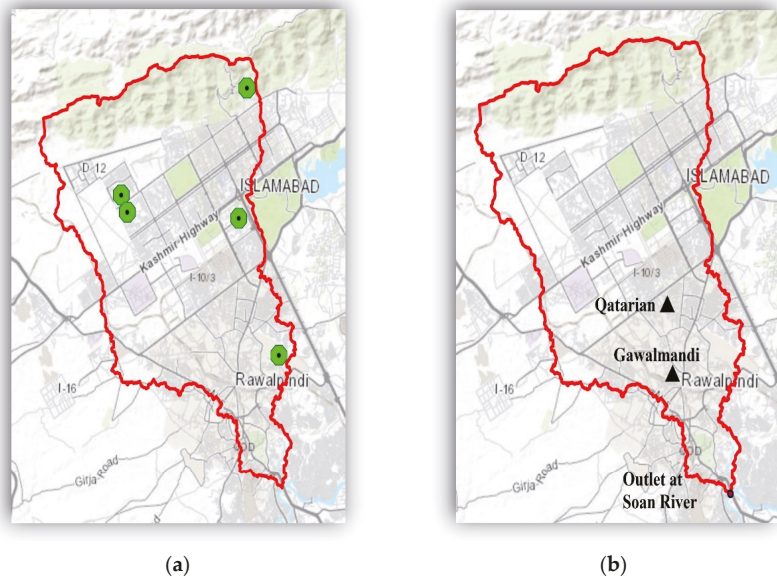 D-12
ISLAMABAD
Kashmir Highway
I-10/3
Rawalpindi
I-16
Girja Road
(a)
D-12
ISLAMABAD
Kashmir Highway
I-10/3
Qatarian
Gawalmandi
Rawalpindi
I-16
Girja Road
Outlet at
Soan River
(b)